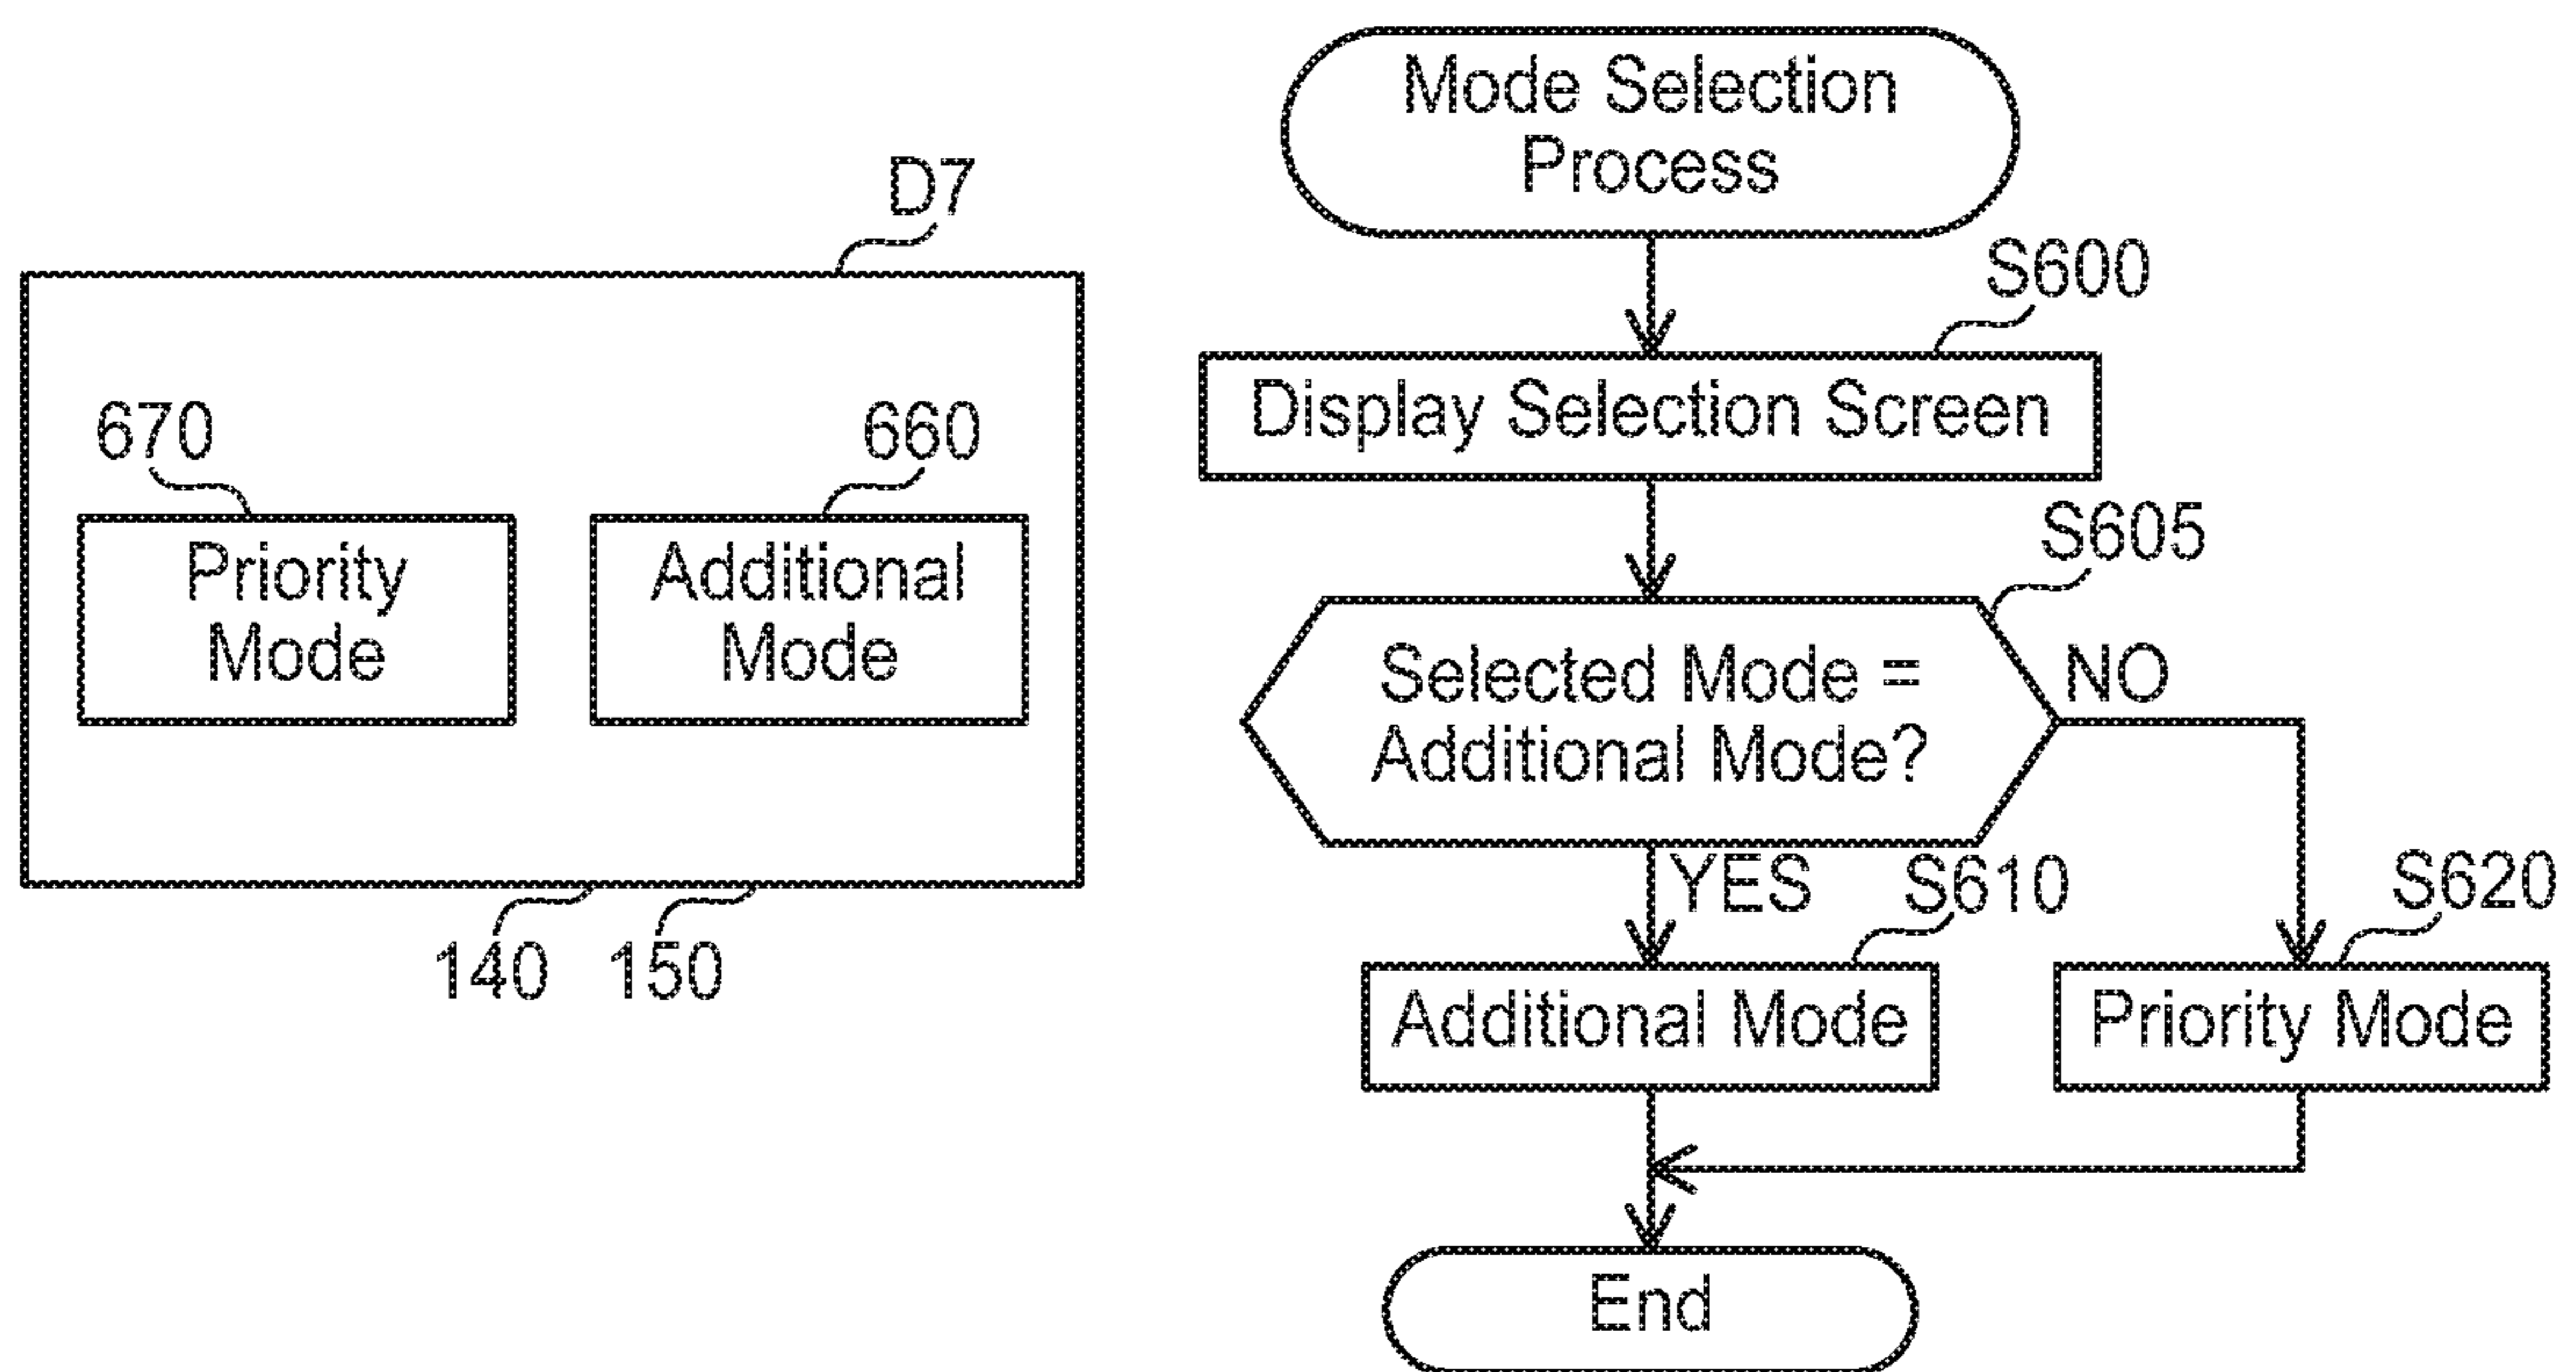 D7
670
660
Priority
Mode
Additional
Mode
140
150
Mode Selection
Process
S600
Display Selection Screen
S605
Selected Mode =
Additional Mode?
NO
YES
S610
S620
Additional Mode
Priority Mode
End